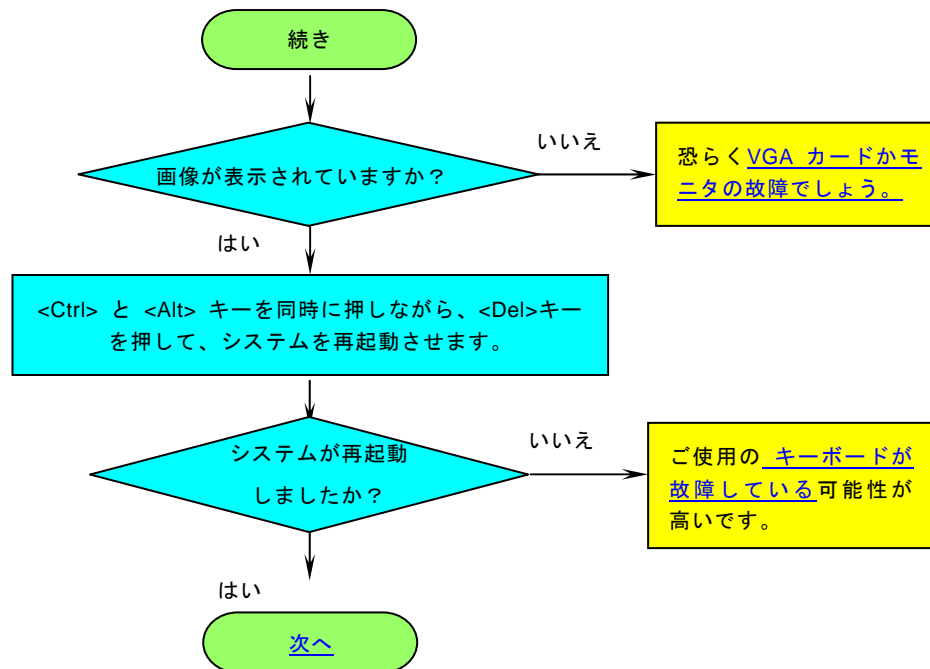 続き
画像が表示されていますか？
いいえ
恐らくVGA カードかモ
ニタの故障でしょう。
はい
<Ctrl> と <Alt> キーを同時に押しながら、<Del>キー
を押して、システムを再起動させます。
システムが再起動
しましたか？
いいえ
ご使用の キーボードが
故障している可能性が
高いです。
はい
次へ